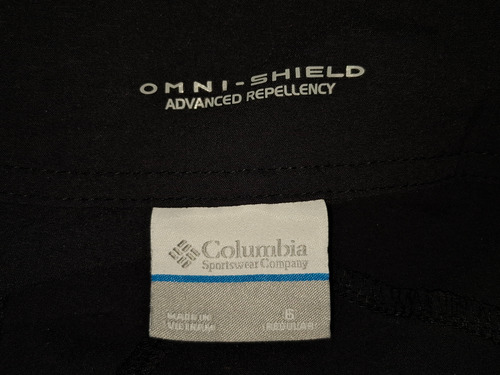 OMNI-SHIELD
ADVANCED REPELLENCY
Columbia
Sportswear Company
MADE IN
VIETNAM
6
REGULAR